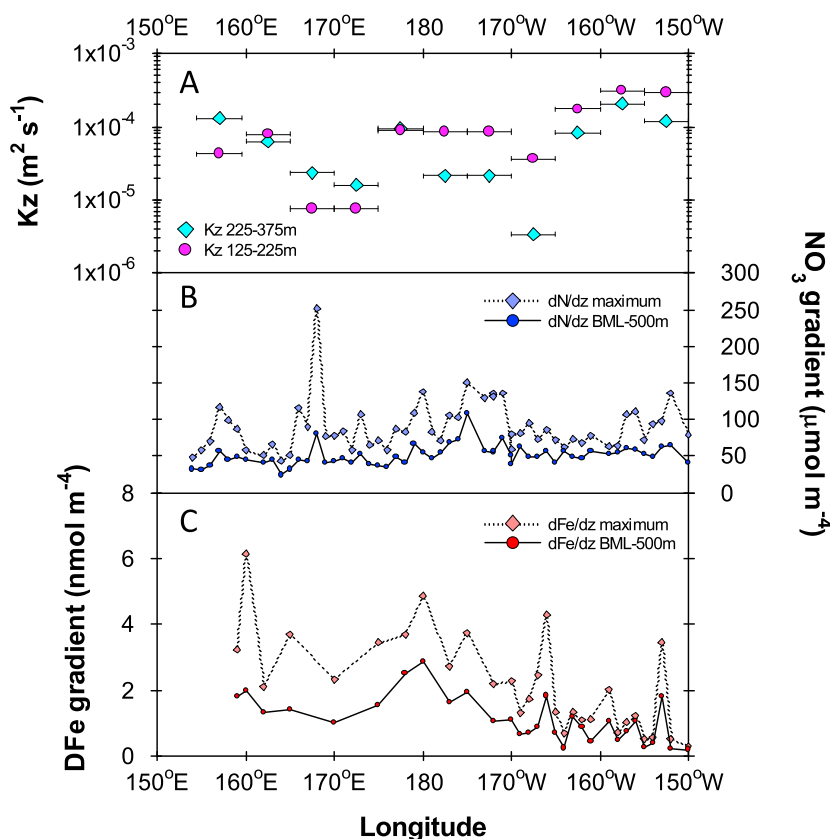 150°E 160°E 170°E 180 170°W 160°W 150°W
1x10⁻³
A
1x10⁻⁴
Kz (m² s⁻¹)
1x10⁻⁵
Kz 225-375m
Kz 125-225m
1x10⁻⁶
300
B
dN/dz maximum
dN/dz BML-500m
250
200
150
100
50
0
NO₃ gradient (μmol m⁻⁴)
8
C
dFe/dz maximum
dFe/dz BML-500m
6
4
2
0
DFe gradient (nmol m⁻⁴)
150°E 160°E 170°E 180 170°W 160°W 150°W
Longitude